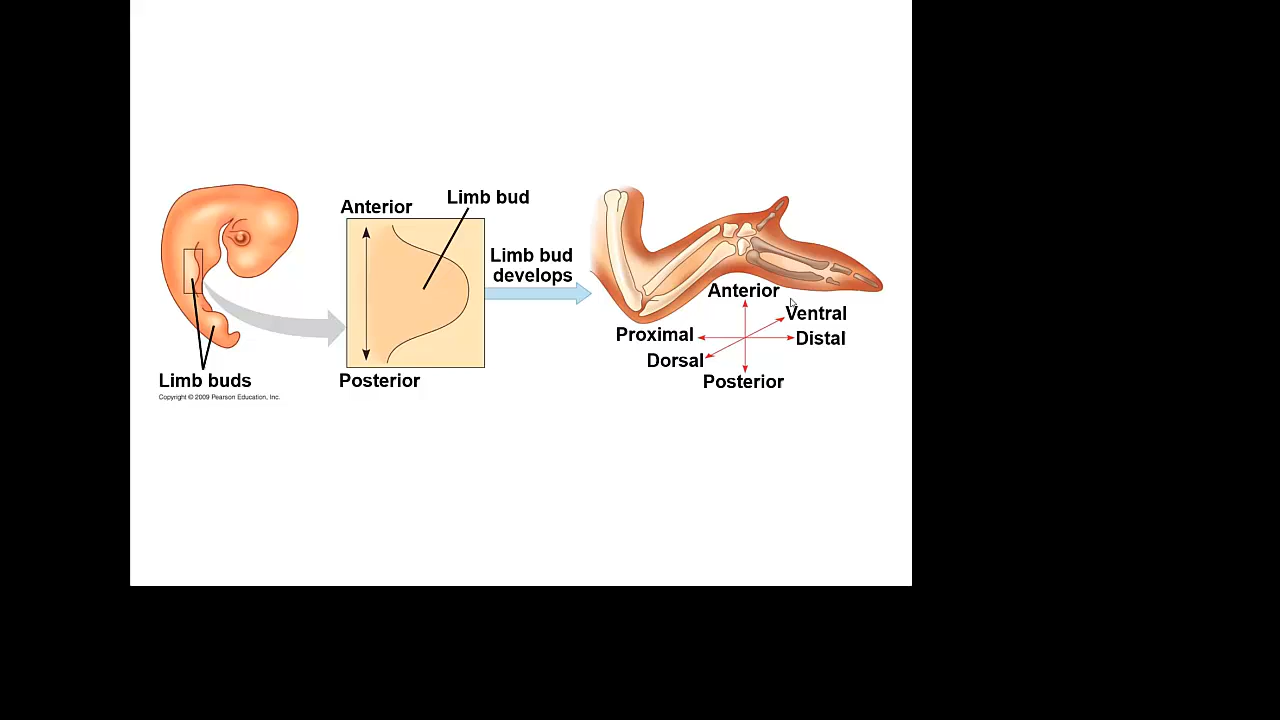 Limb bud
Anterior
Limb bud
develops
Anterior
Ventral
Proximal
Distal
Dorsal
Limb buds
Posterior
Posterior
Copyright © 2009 Pearson Education, Inc.